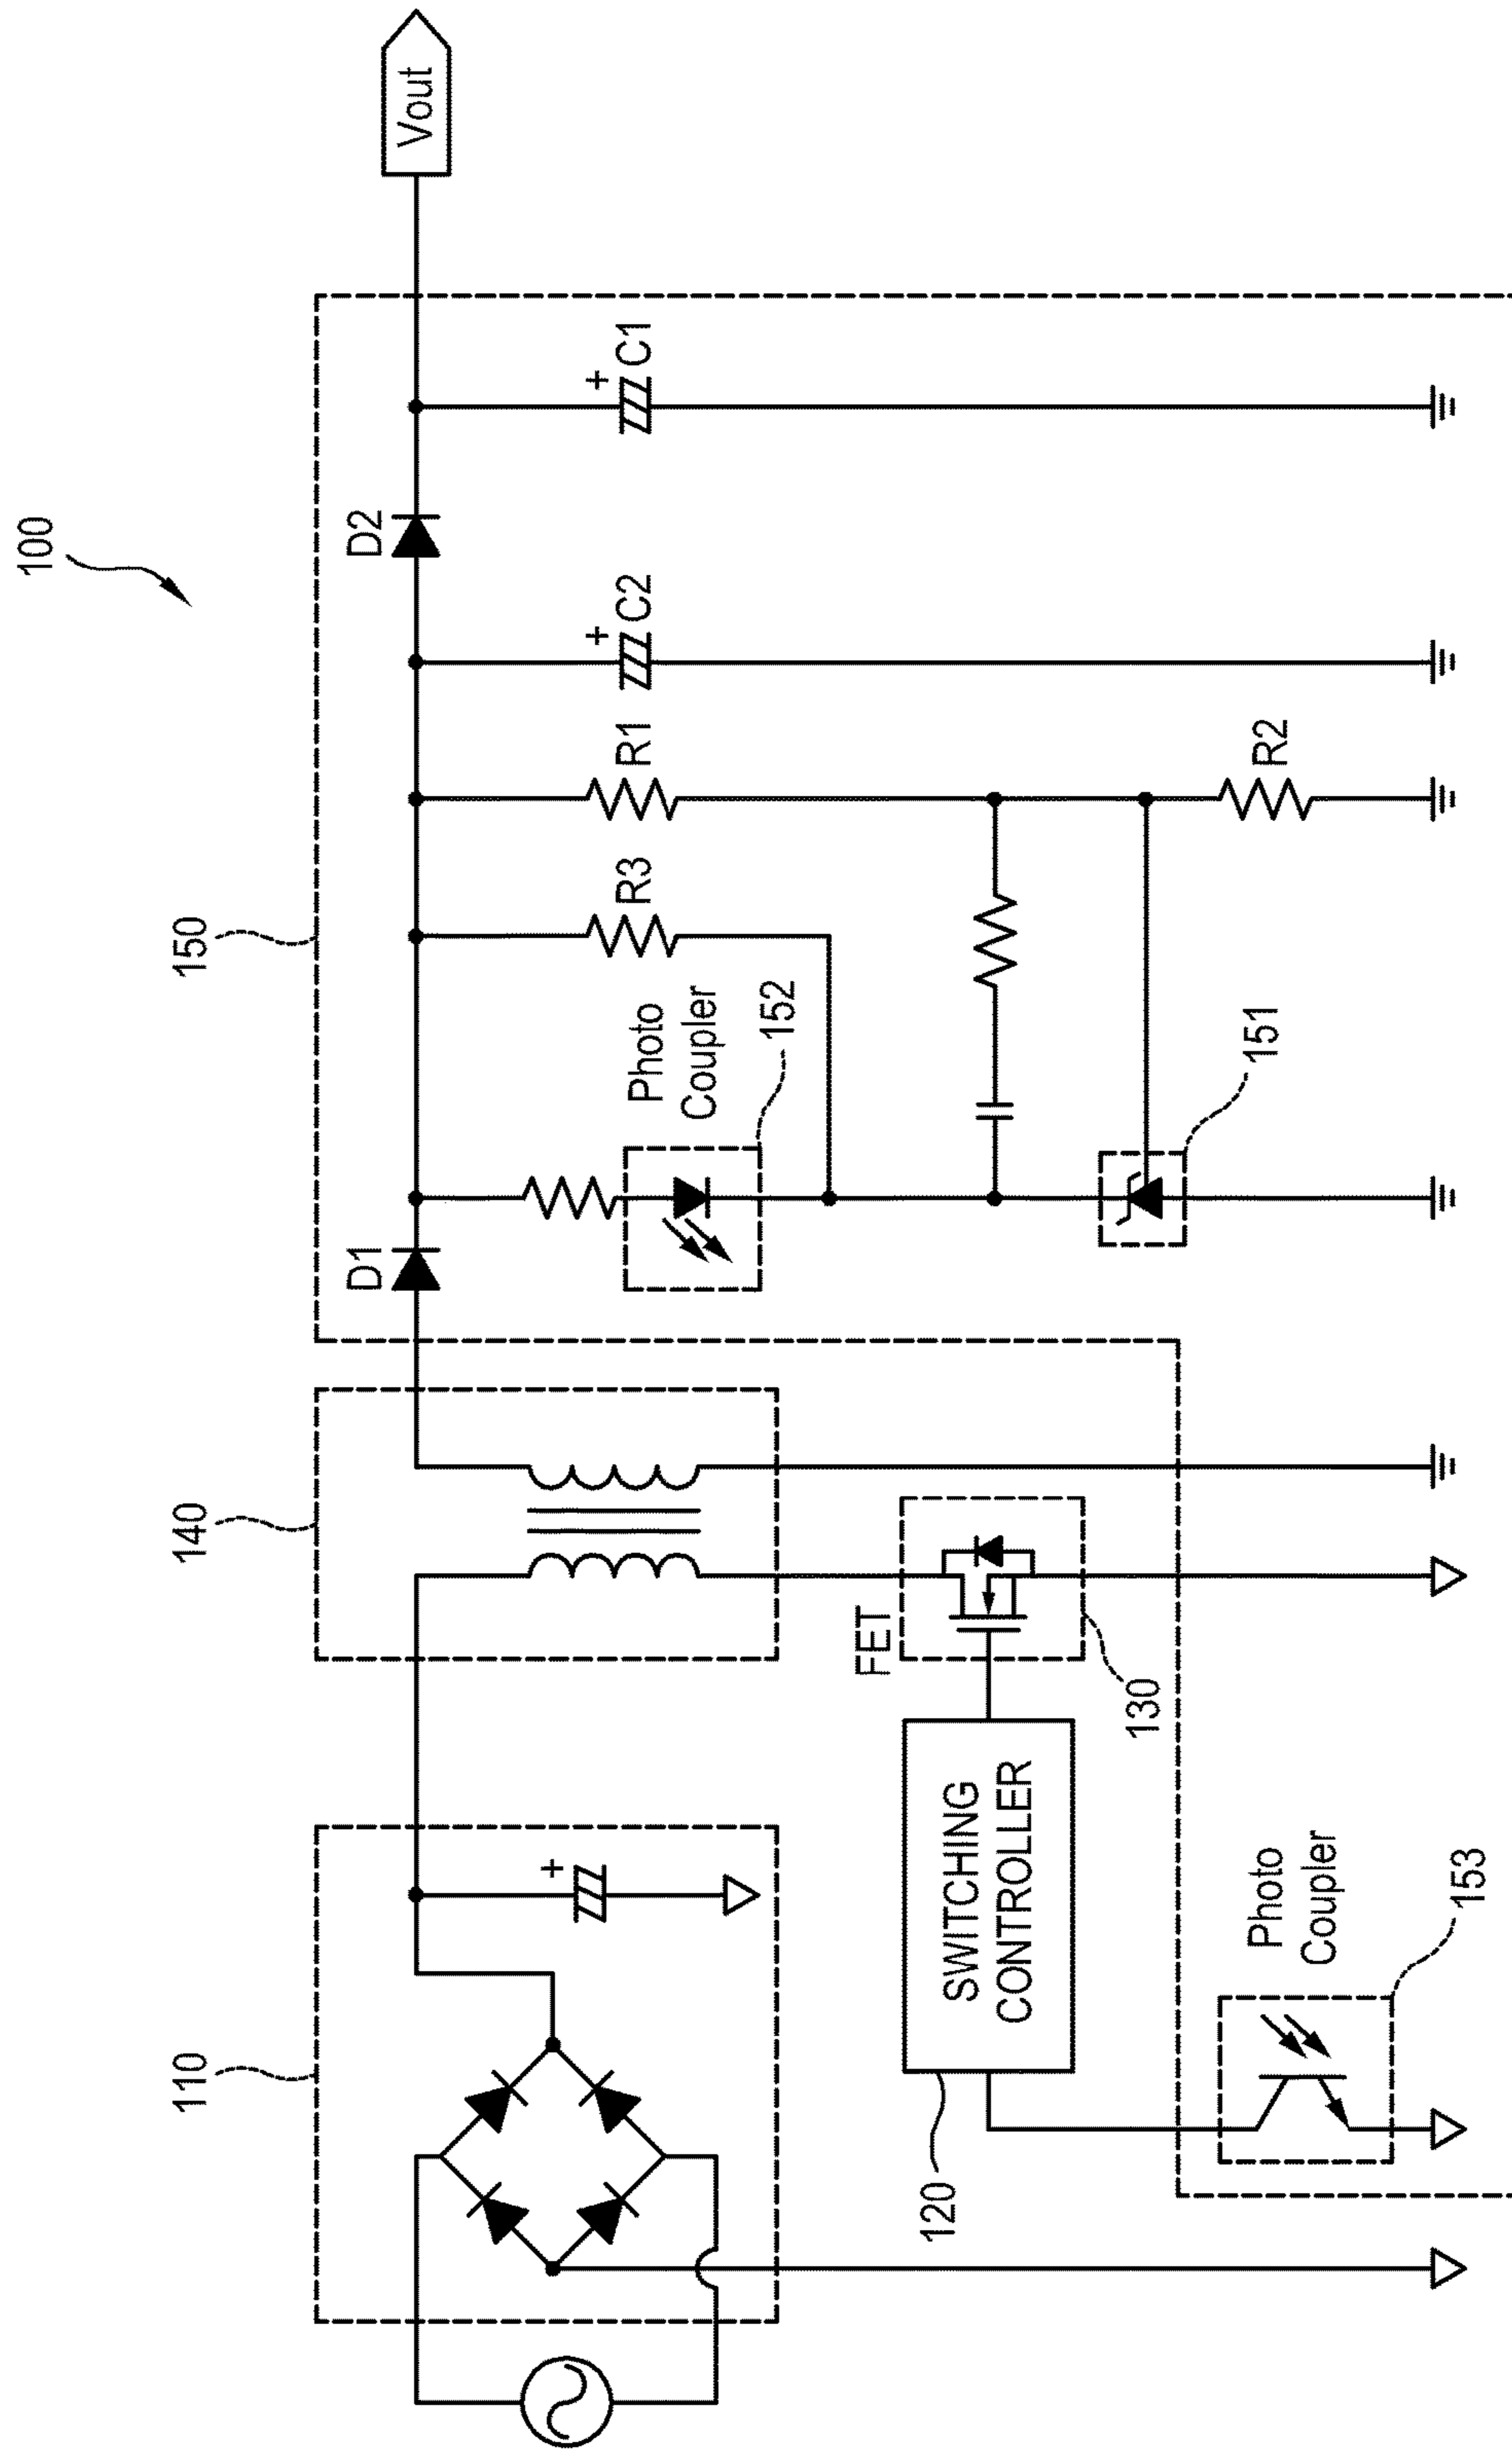 100
110
140
150
Vout
D1
D2
+
C1
+
C2
R1
R3
R2
Photo
Coupler
152
151
+
FET
130
SWITCHING
CONTROLLER
120
Photo
Coupler
153